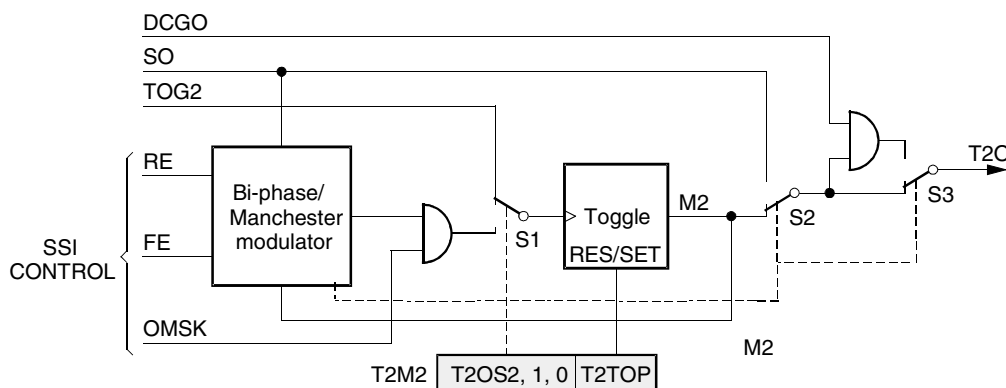 DCGO
SO
TOG2
RE
Bi-phase/
Manchester
modulator
FE
SSI
CONTROL
OMSK
S1
Toggle
RES/SET
M2
S2
S3
T2O
M2
T2M2
T2OS2, 1, 0
T2TOP